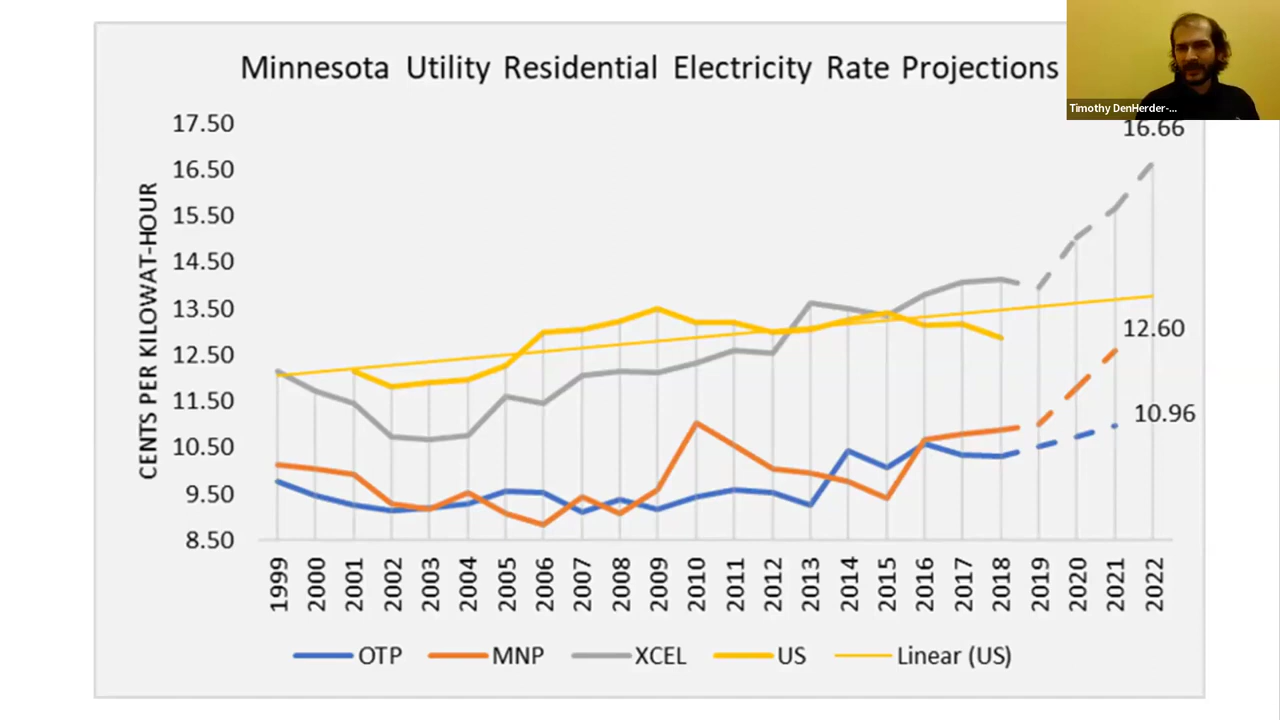 Minnesota Utility Residential Electricity Rate Projections
Timothy DenHerder-...
17.50
16.50
15.50
14.50
13.50
12.50
11.50
10.50
9.50
8.50
CENTS PER KILOWAT-HOUR
16.66
12.60
10.96
1999 2000 2001 2002 2003 2004 2005 2006 2007 2008 2009 2010 2011 2012 2013 2014 2015 2016 2017 2018 2019 2020 2021 2022
OTP MNP XCEL US Linear (US)